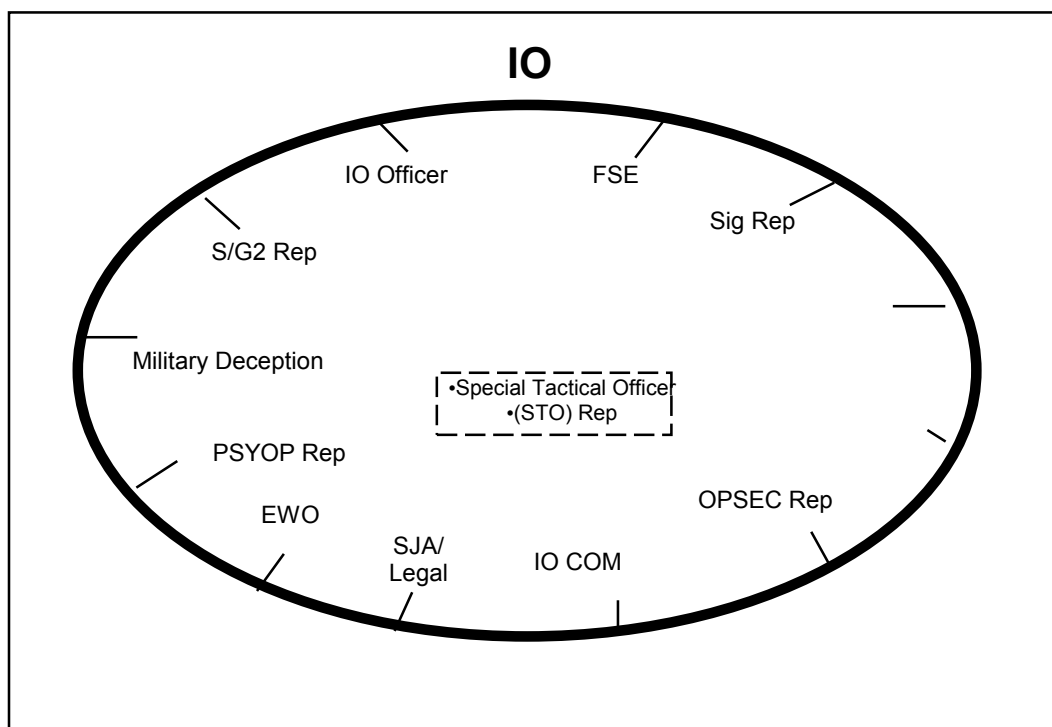 IO
IO Officer
FSE
Sig Rep
S/G2 Rep
Military Deception
•Special Tactical Officer
•(STO) Rep
PSYOP Rep
OPSEC Rep
EWO
SJA/
Legal
IO COM